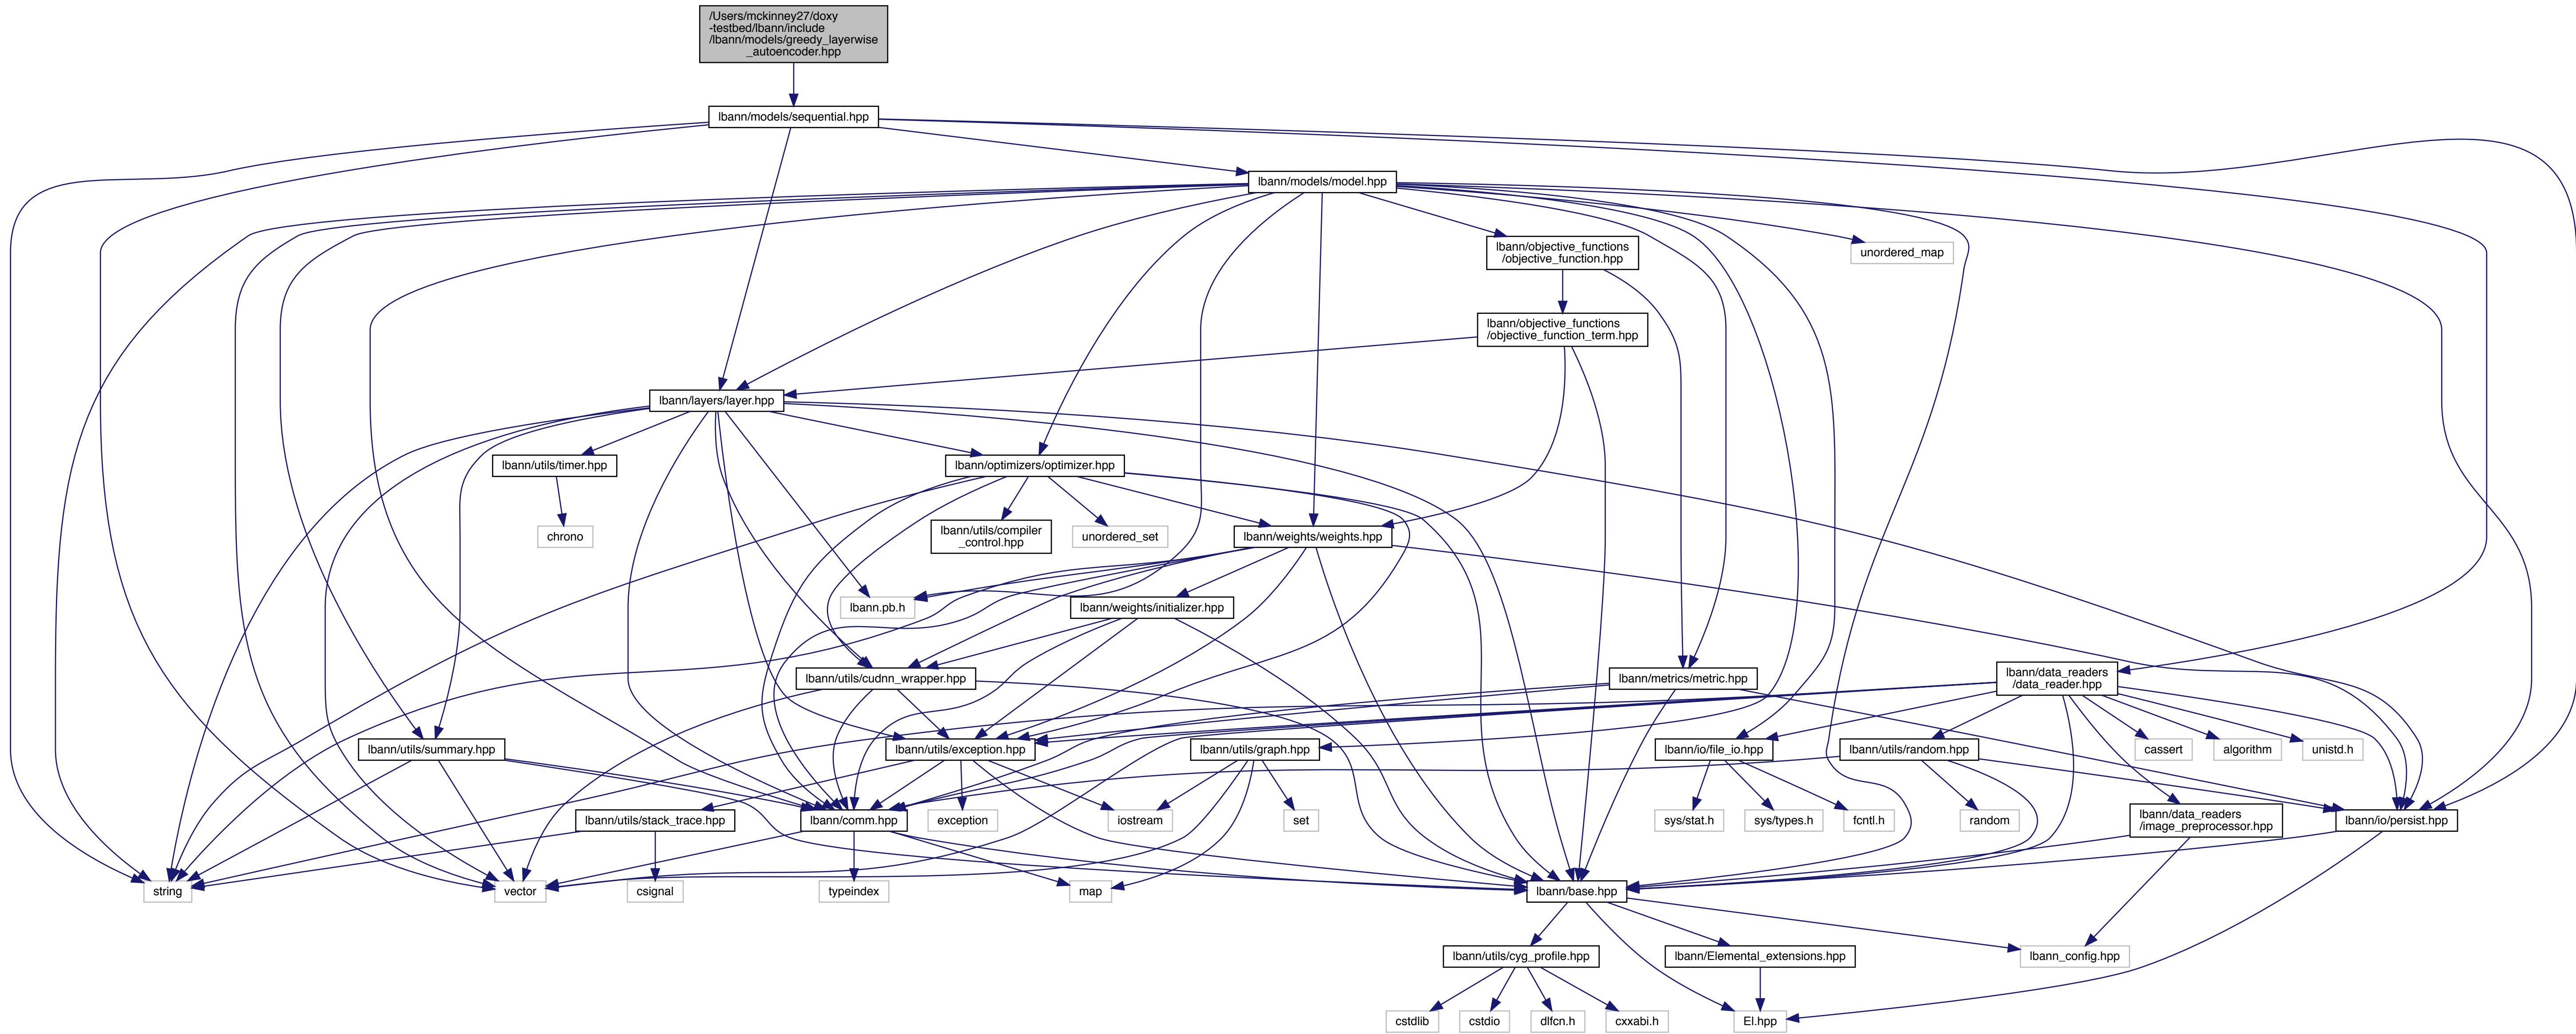 /Users/mckinney27/doxy
-testbed/lbann/include
/lbann/models/greedy_layerwise
_autoencoder.hpp
lbann/models/sequential.hpp
lbann/models/model.hpp
lbann/objective_functions
/objective_function.hpp
unordered_map
lbann/objective_functions
/objective_function_term.hpp
lbann/layers/layer.hpp
lbann/utils/timer.hpp
lbann/optimizers/optimizer.hpp
chrono
lbann/utils/compiler
_control.hpp
unordered_set
lbann/weights/weights.hpp
lbann.pb.h
lbann/weights/initializer.hpp
lbann/utils/cudnn_wrapper.hpp
lbann/metrics/metric.hpp
lbann/data_readers
/data_reader.hpp
lbann/utils/summary.hpp
lbann/utils/exception.hpp
lbann/utils/graph.hpp
lbann/io/file_io.hpp
lbann/utils/random.hpp
cassert
algorithm
unistd.h
lbann/utils/stack_trace.hpp
lbann/comm.hpp
exception
iostream
set
sys/stat.h
sys/types.h
fcntl.h
random
lbann/data_readers
/image_preprocessor.hpp
lbann/io/persist.hpp
string
vector
csignal
typeindex
map
lbann/base.hpp
lbann/utils/cyg_profile.hpp
lbann/Elemental_extensions.hpp
lbann_config.hpp
cstdlib
cstdio
dlfcn.h
cxxabi.h
El.hpp